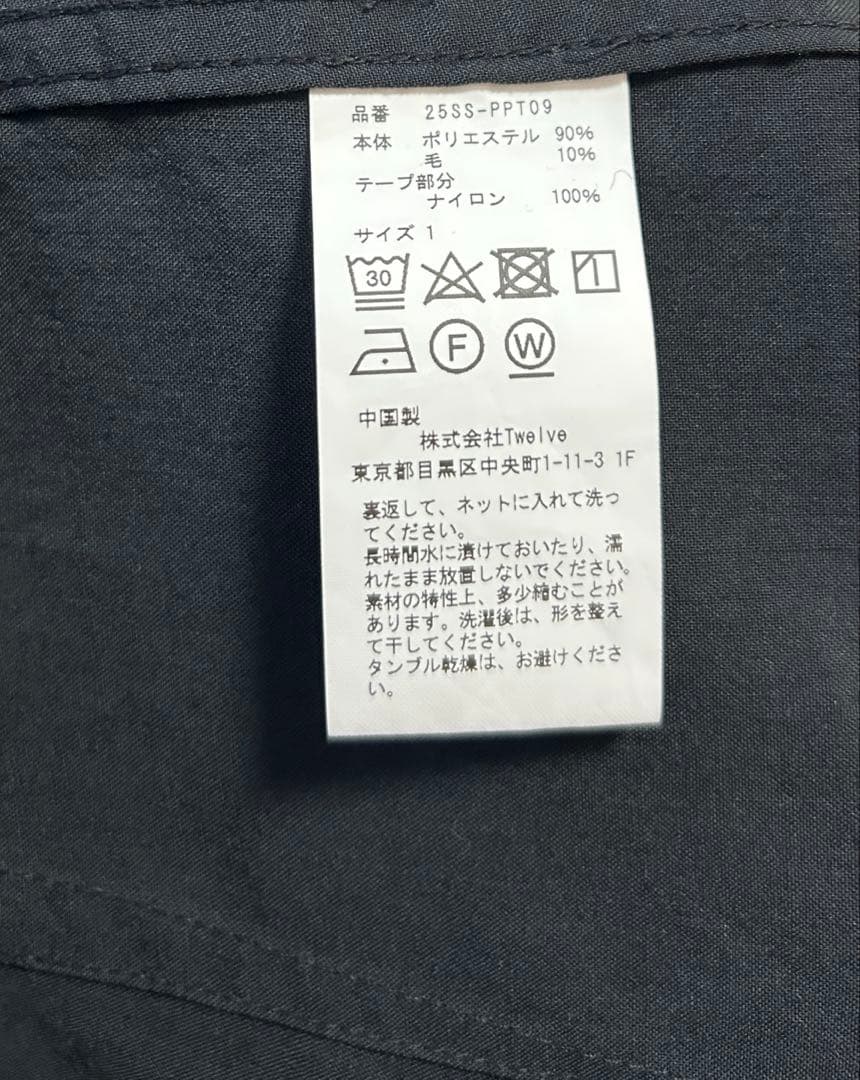 品番 25SS-PPT09
本体 ポリエステル 90%
毛 10%
テープ部分
ナイロン 100%
サイズ 1
30
F W
中国製
株式会社Twelve
東京都目黒区中央町1-11-3 1F
裏返して、ネットに入れて洗っ
てください。
長時間水に漬けておいたり、濡
れたまま放置しないでください。
素材の特性上、多少縮むことが
あります。洗濯後は、形を整え
て干してください。
タンブル乾燥は、お避けくださ
い。